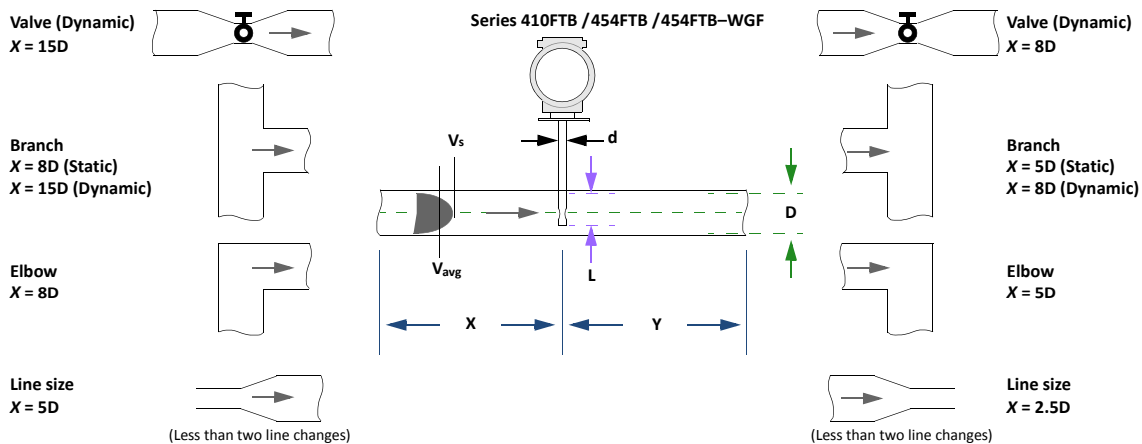 Series 410FTB /454FTB /454FTB–WGF
Valve (Dynamic)
X = 15D
Branch
X = 8D (Static)
X = 15D (Dynamic)
Elbow
X = 8D
Line size
X = 5D
(Less than two line changes)
Vs
d
D
Vavg
L
X
Y
Valve (Dynamic)
X = 8D
Branch
X = 5D (Static)
X = 8D (Dynamic)
Elbow
X = 5D
Line size
X = 2.5D
(Less than two line changes)